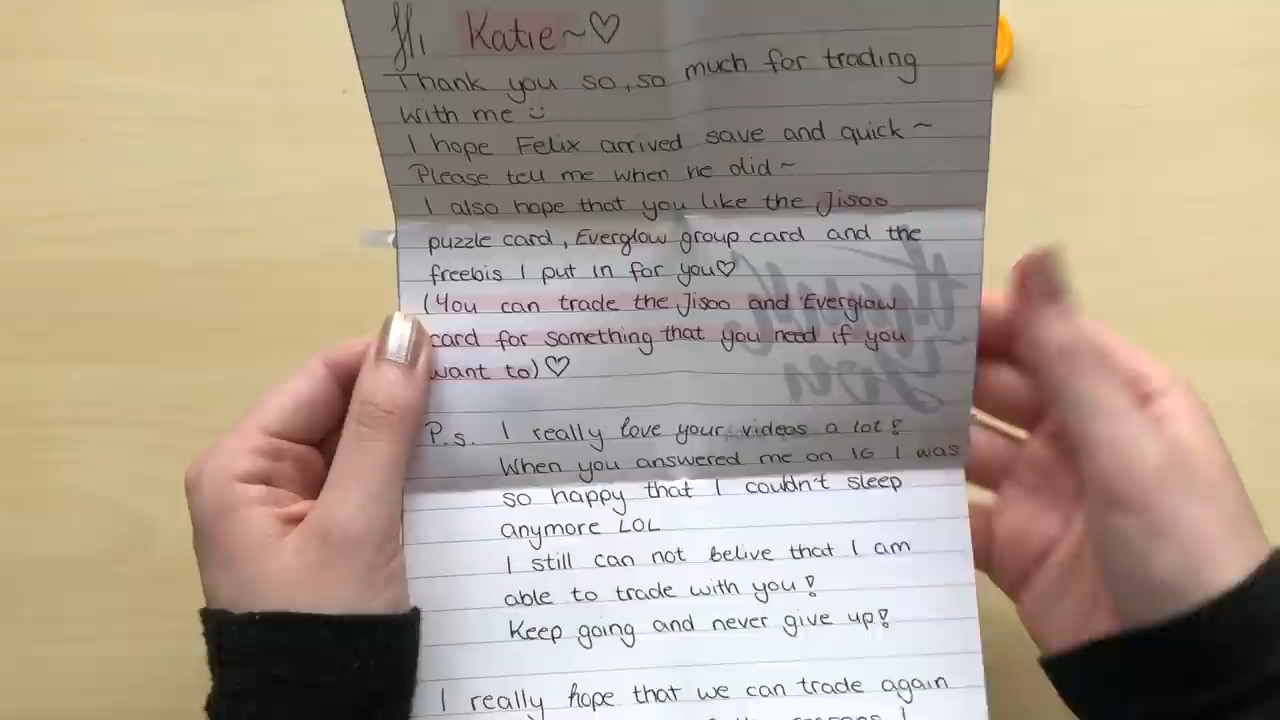 Hi Katie~♡
Thank you so, so much for trading
with me ü
I hope Felix arrived save and quick~
Please tell me when he did~
I also hope that you like the Jisoo
puzzle card, Everglow group card and the
freebis I put in for you♡
(You can trade the Jisoo and Everglow
card for something that you need if you
want to)♡
thank
you
P.s. I really love your videos a lot!
When you answered me on IG I was
so happy that I couldn't sleep
anymore LOL
I still can not belive that I am
able to trade with you!
Keep going and never give up!
I really hope that we can trade again